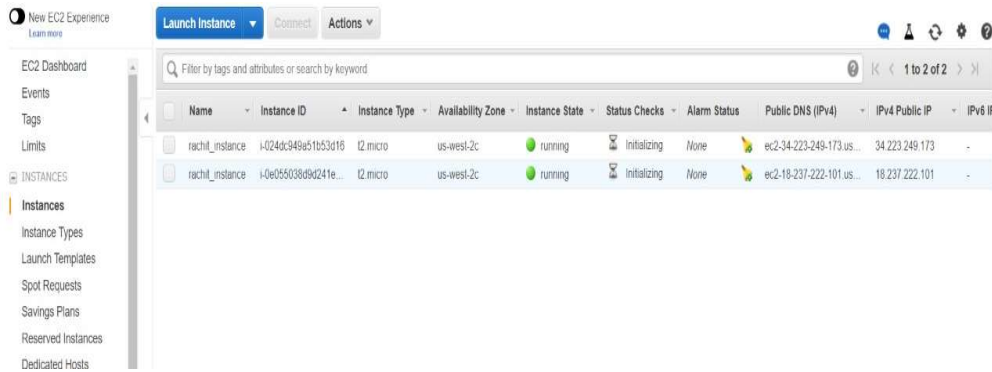 New EC2 Experience
Learn more
EC2 Dashboard
Events
Tags
Limits
INSTANCES
Instances
Instance Types
Launch Templates
Spot Requests
Savings Plans
Reserved Instances
Dedicated Hosts
Launch Instance Connect Actions
Filter by tags and attributes or search by keyword 1 to 2 of 2
Name Instance ID Instance Type Availability Zone Instance State Status Checks Alarm Status Public DNS (IPv4) IPv4 Public IP IPv6 IP
rachit_instance i-024dc949a51b53d16 t2.micro us-west-2c running Initializing None ec2-34-223-249-173.us... 34.223.249.173 -
rachit_instance i-0e055038d9d241e... t2.micro us-west-2c running Initializing None ec2-18-237-222-101.us... 18.237.222.101 -